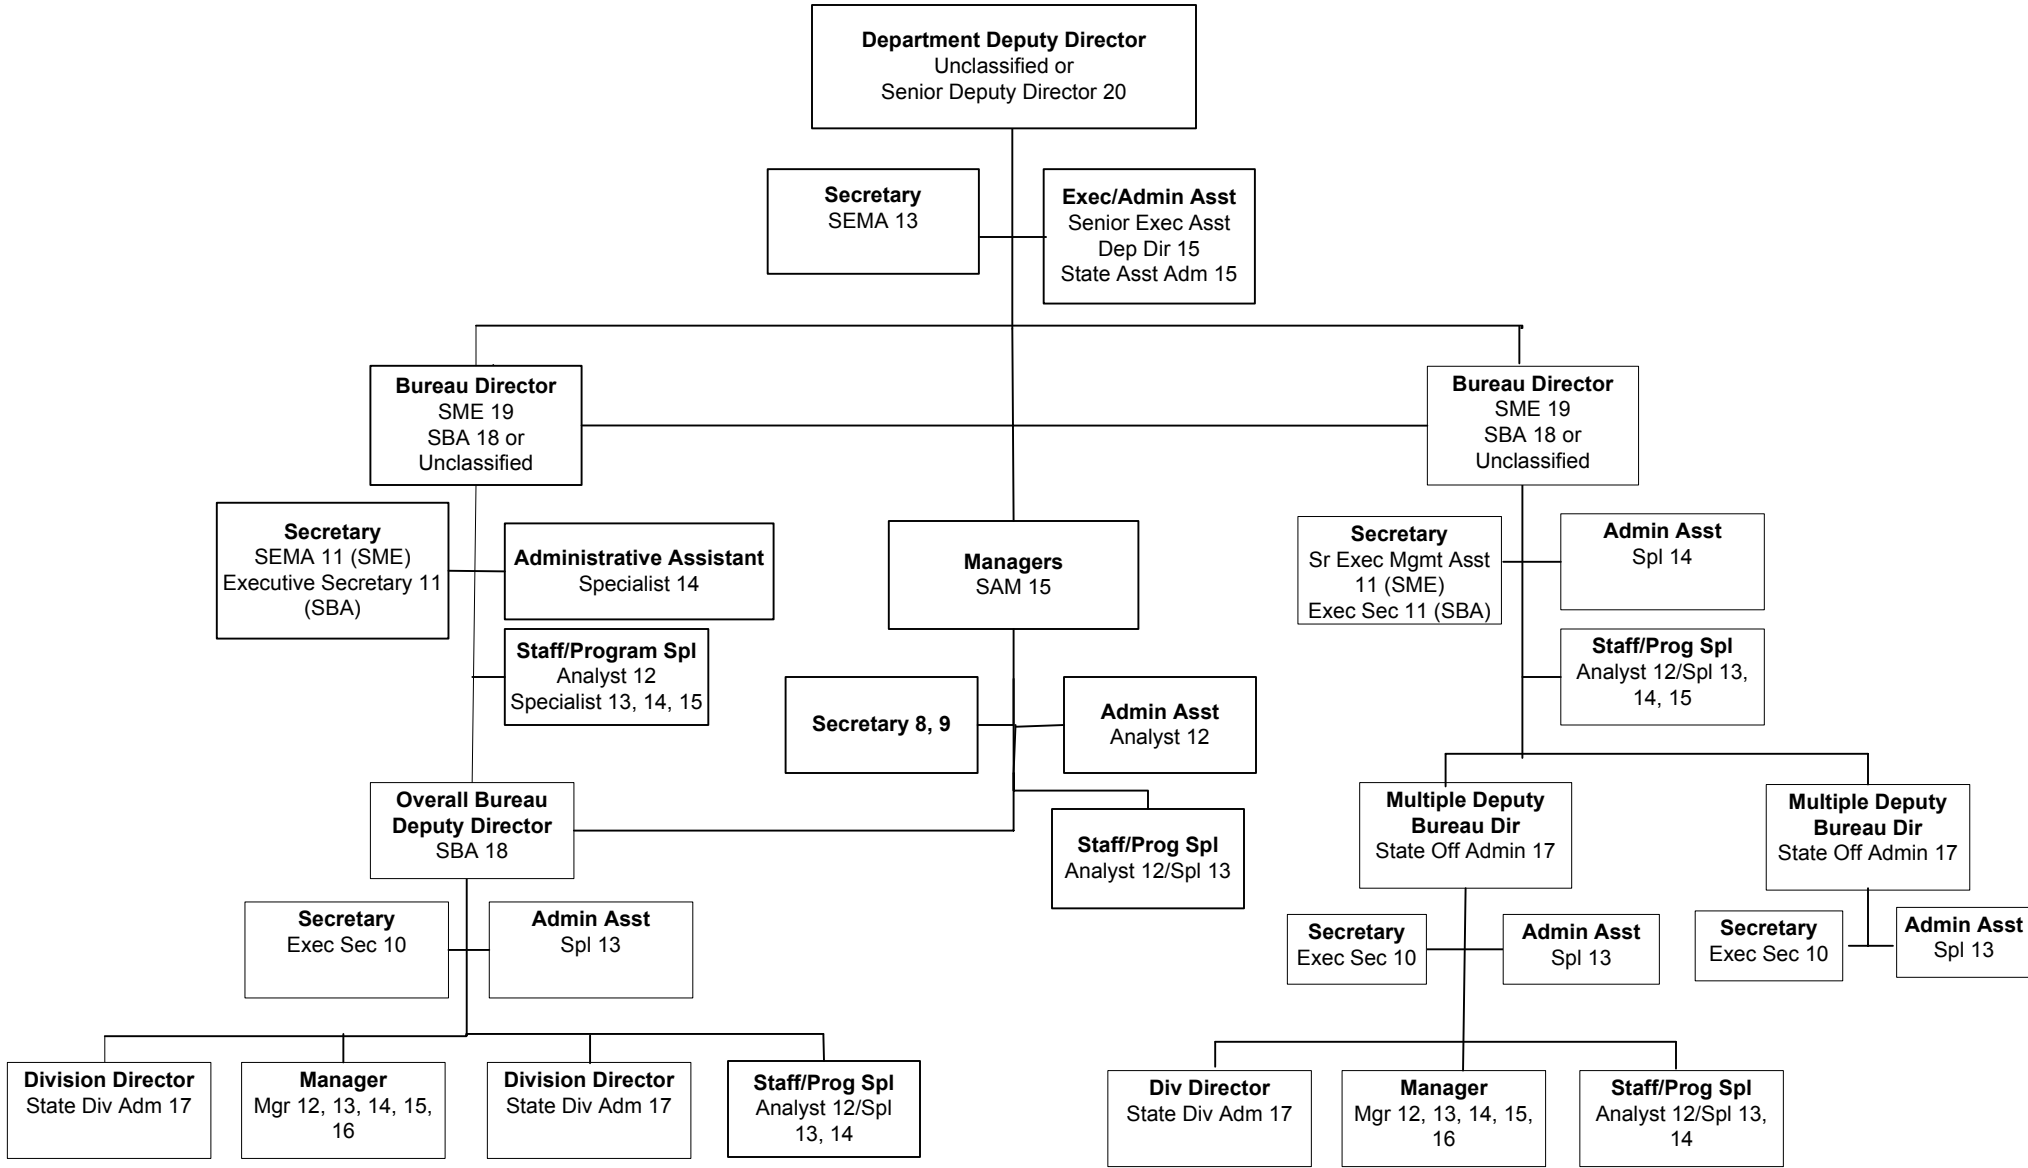 Department Deputy Director
Unclassified or
Senior Deputy Director 20
Secretary
SEMA 13
Exec/Admin Asst
Senior Exec Asst
Dep Dir 15
State Asst Adm 15
Bureau Director
SME 19
SBA 18 or
Unclassified
Bureau Director
SME 19
SBA 18 or
Unclassified
Secretary
SEMA 11 (SME)
Executive Secretary 11
(SBA)
Administrative Assistant
Specialist 14
Managers
SAM 15
Secretary
Sr Exec Mgmt Asst
11 (SME)
Exec Sec 11 (SBA)
Admin Asst
Spl 14
Staff/Program Spl
Analyst 12
Specialist 13, 14, 15
Staff/Prog Spl
Analyst 12/Spl 13,
14, 15
Secretary 8, 9
Admin Asst
Analyst 12
Overall Bureau
Deputy Director
SBA 18
Staff/Prog Spl
Analyst 12/Spl 13
Multiple Deputy
Bureau Dir
State Off Admin 17
Multiple Deputy
Bureau Dir
State Off Admin 17
Secretary
Exec Sec 10
Admin Asst
Spl 13
Secretary
Exec Sec 10
Admin Asst
Spl 13
Secretary
Exec Sec 10
Admin Asst
Spl 13
Division Director
State Div Adm 17
Manager
Mgr 12, 13, 14, 15,
16
Division Director
State Div Adm 17
Staff/Prog Spl
Analyst 12/Spl
13, 14
Div Director
State Div Adm 17
Manager
Mgr 12, 13, 14, 15,
16
Staff/Prog Spl
Analyst 12/Spl 13,
14